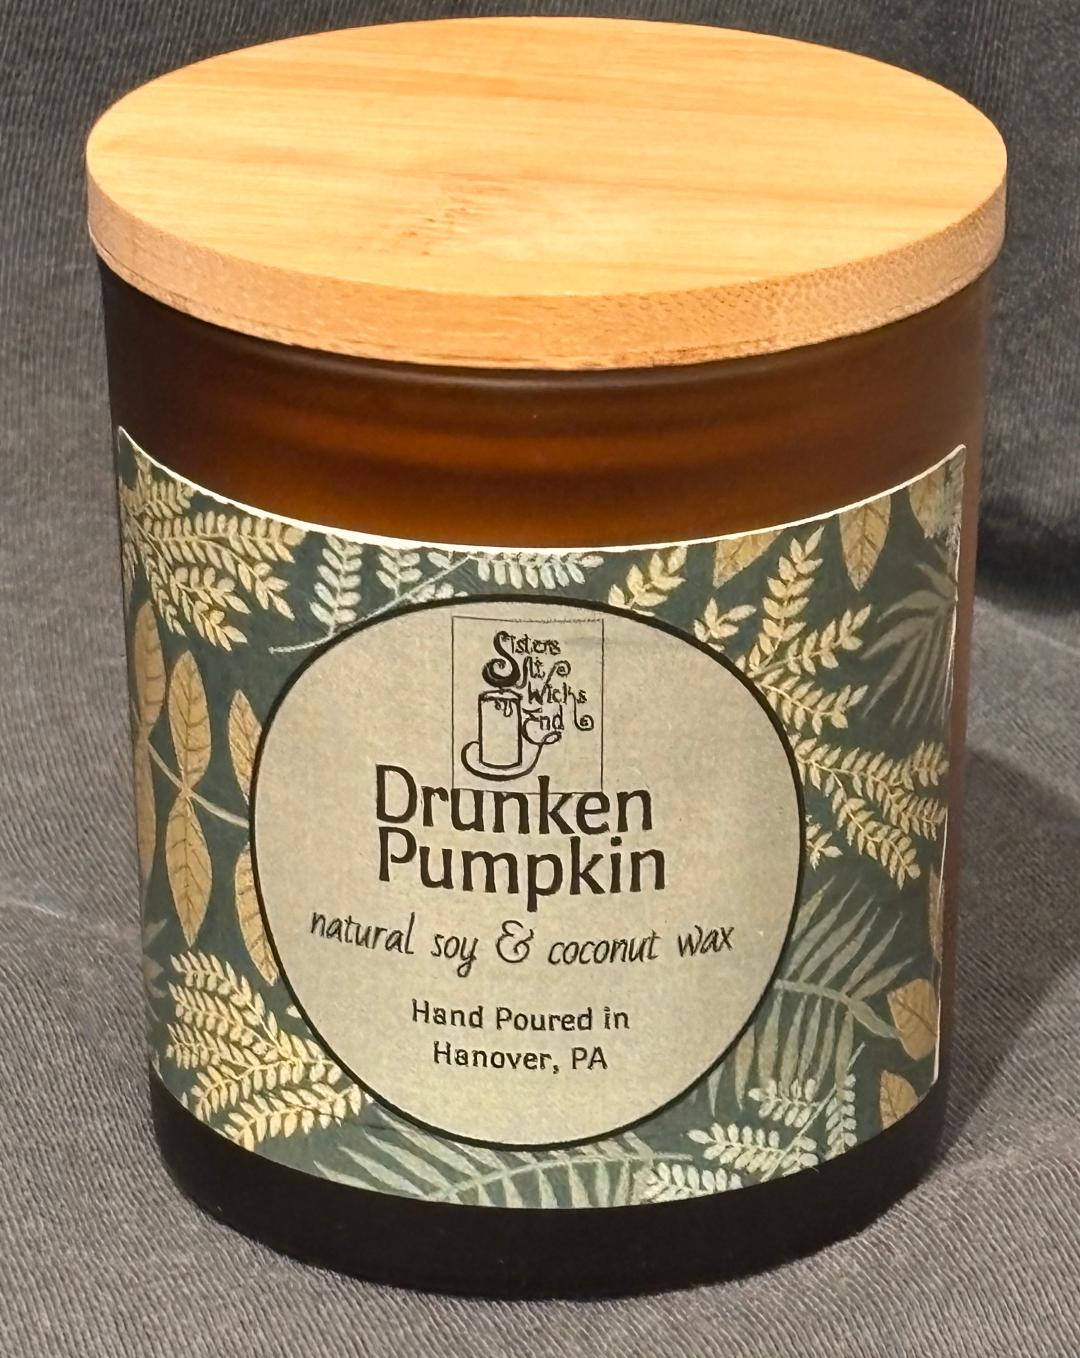 Sisters
At
Wicks
End
Drunken
Pumpkin
natural soy & coconut wax
Hand Poured in
Hanover, PA